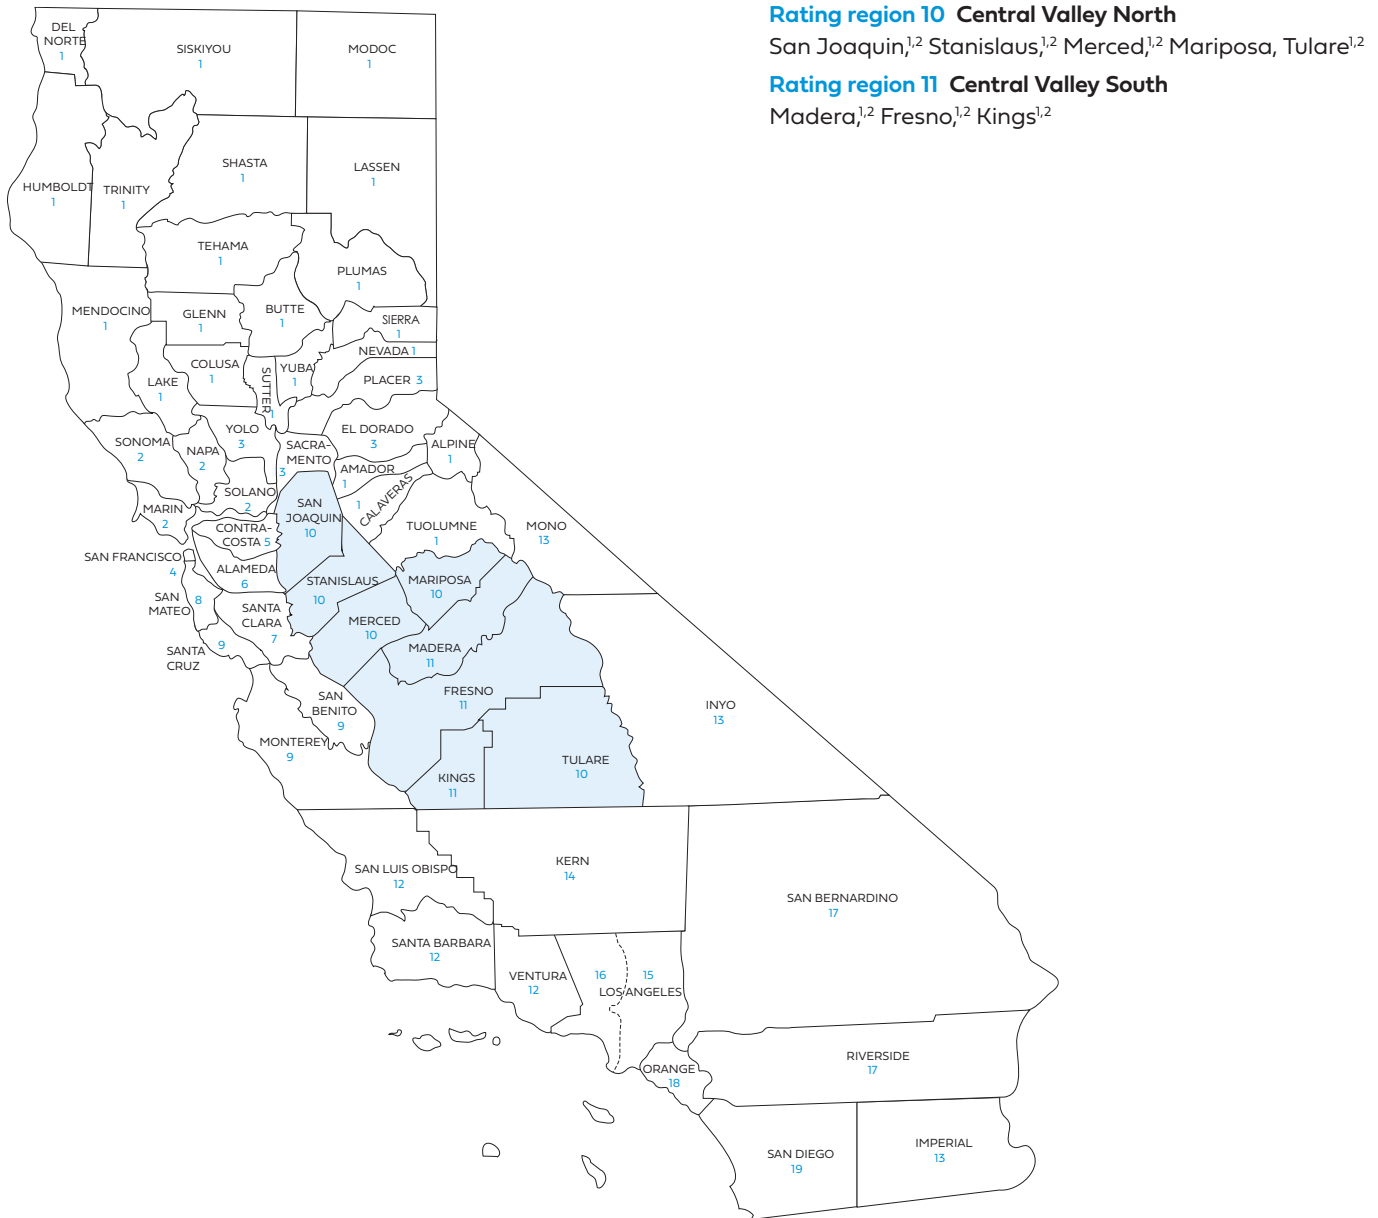 Rating region 10 Central Valley North
San Joaquin,1,2 Stanislaus,1,2 Merced,1,2 Mariposa, Tulare1,2
Rating region 11 Central Valley South
Madera,1,2 Fresno,1,2 Kings1,2
DEL
NORTE
1
SISKIYOU
1
MODOC
1
SHASTA
1
LASSEN
1
HUMBOLDT
1
TRINITY
1
TEHAMA
1
PLUMAS
1
MENDOCINO
1
GLENN
1
BUTTE
1
SIERRA
1
NEVADA 1
COLUSA
1
SUTTER
1
YUBA
1
PLACER 3
LAKE
1
SONOMA
2
NAPA
2
YOLO
3
SACRA-
MENTO
3
EL DORADO
3
ALPINE
1
AMADOR
1
CALAVERAS
1
SOLANO
2
MARIN
2
SAN
JOAQUIN
10
CONTRA-
COSTA 5
TUOLUMNE
1
MONO
13
SAN FRANCISCO
4
ALAMEDA
6
STANISLAUS
10
MARIPOSA
10
SAN
MATEO
8
SANTA
CLARA
7
MERCED
10
MADERA
11
SANTA
CRUZ
9
FRESNO
11
SAN
BENITO
9
INYO
13
MONTEREY
9
KINGS
11
TULARE
10
SAN LUIS OBISPO
12
KERN
14
SAN BERNARDINO
17
SANTA BARBARA
12
VENTURA
12
16 15
LOS ANGELES
ORANGE
18
RIVERSIDE
17
SAN DIEGO
19
IMPERIAL
13